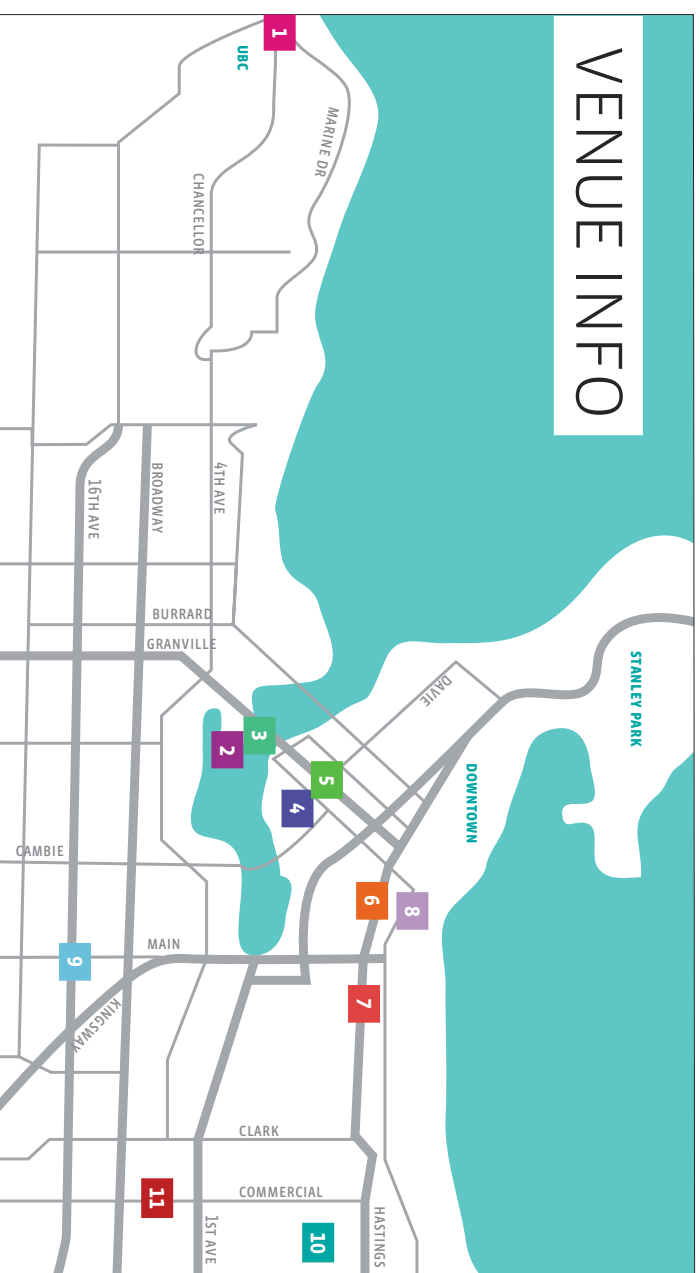 VENUE INFO
STANLEY PARK
DOWNTOWN
DAVIE
MARINE DR
UBC
CHANCELLOR
4TH AVE
BROADWAY
16TH AVE
BURRARD
GRANVILLE
CAMBIE
MAIN
KINGSWAY
CLARK
COMMERCIAL
1ST AVE
HASTINGS
1
2
3
4
5
6
7
8
9
10
11